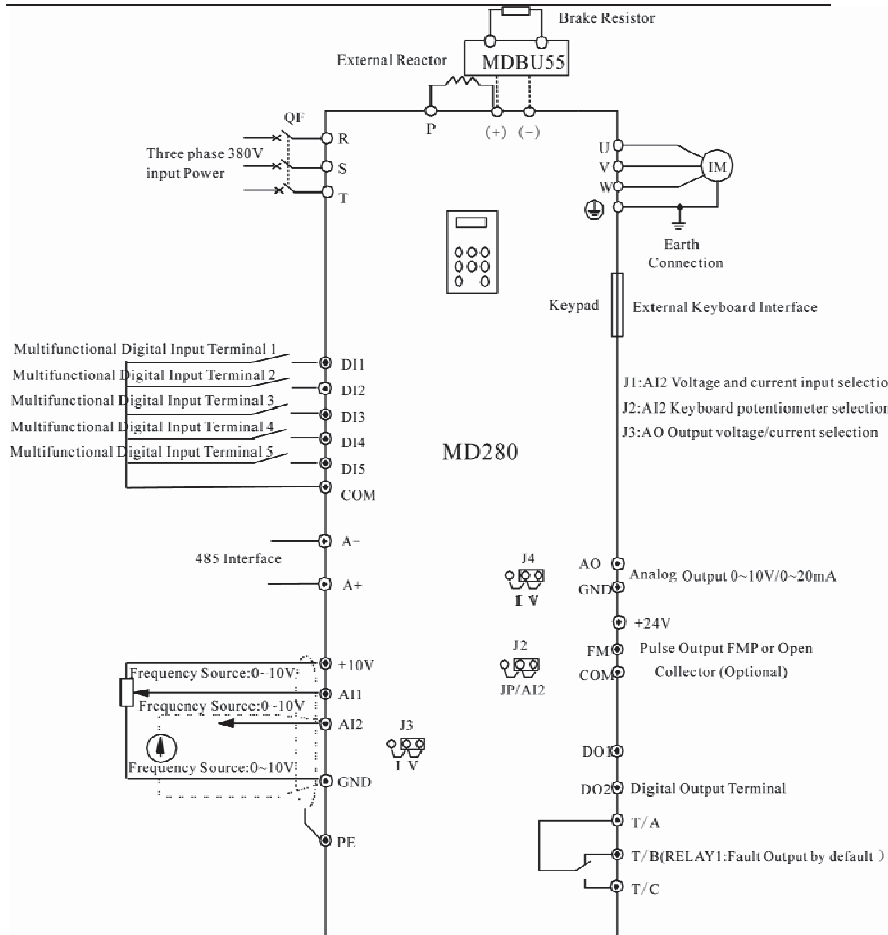 Brake Resistor
External Reactor
MDBU55
P
(+) (−)
QF
R
Three phase 380V
input Power
S
T
U
V
W
IM
Earth
Connection
Keypad
External Keyboard Interface
Multifunctional Digital Input Terminal 1
DI1
Multifunctional Digital Input Terminal 2
DI2
Multifunctional Digital Input Terminal 3
DI3
Multifunctional Digital Input Terminal 4
DI4
Multifunctional Digital Input Terminal 5
DI5
COM
J1:AI2 Voltage and current input selectio
J2:AI2 Keyboard potentiometer selection
J3:AO Output voltage/current selection
MD280
A−
485 Interface
A+
J4
I V
AO
GND
Analog Output 0~10V/0~20mA
+24V
FM
COM
Pulse Output FMP or Open
Collector (Optional)
J2
JP/AI2
+10V
Frequency Source:0~10V
AI1
Frequency Source:0~10V
AI2
J3
I V
Frequency Source:0~10V
GND
PE
DO1
DO2
Digital Output Terminal
T/A
T/B(RELAY1:Fault Output by default )
T/C